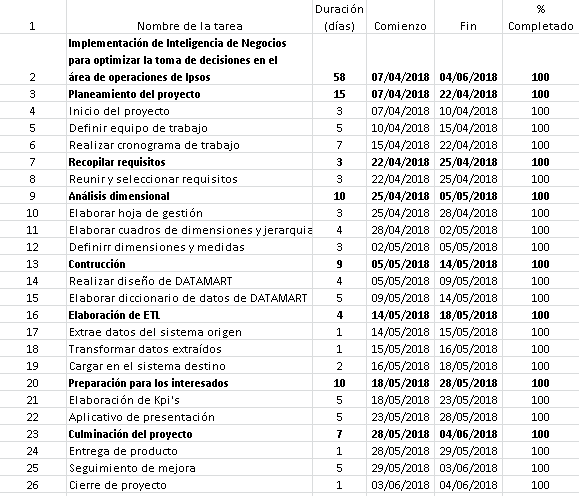 Duración
1 Nombre de la tarea (días) Comienzo Fin %
Completado
Implementación de Inteligencia de Negocios
para optimizar la toma de decisiones en el
2 área de operaciones de Ipsos 58 07/04/2018 04/06/2018 100
3 Planeamiento del proyecto 15 07/04/2018 22/04/2018 100
4 Inicio del proyecto 3 07/04/2018 10/04/2018 100
5 Definir equipo de trabajo 5 10/04/2018 15/04/2018 100
6 Realizar cronograma de trabajo 7 15/04/2018 22/04/2018 100
7 Recopilar requisitos 3 22/04/2018 25/04/2018 100
8 Reunir y seleccionar requisitos 3 22/04/2018 25/04/2018 100
9 Análisis dimensional 10 25/04/2018 05/05/2018 100
10 Elaborar hoja de gestión 3 25/04/2018 28/04/2018 100
11 Elaborar cuadros de dimensiones y jerarquia 4 28/04/2018 02/05/2018 100
12 Definirr dimensiones y medidas 3 02/05/2018 05/05/2018 100
13 Contrucción 9 05/05/2018 14/05/2018 100
14 Realizar diseño de DATAMART 4 05/05/2018 09/05/2018 100
15 Elaborar diccionario de datos de DATAMART 5 09/05/2018 14/05/2018 100
16 Elaboración de ETL 4 14/05/2018 18/05/2018 100
17 Extrae datos del sistema origen 1 14/05/2018 15/05/2018 100
18 Transformar datos extraídos 1 15/05/2018 16/05/2018 100
19 Cargar en el sistema destino 2 16/05/2018 18/05/2018 100
20 Preparación para los interesados 10 18/05/2018 28/05/2018 100
21 Elaboración de Kpi's 5 18/05/2018 23/05/2018 100
22 Aplicativo de presentación 5 23/05/2018 28/05/2018 100
23 Culminación del proyecto 7 28/05/2018 04/06/2018 100
24 Entrega de producto 1 28/05/2018 29/05/2018 100
25 Seguimiento de mejora 5 29/05/2018 03/06/2018 100
26 Cierre de proyecto 1 03/06/2018 04/06/2018 100